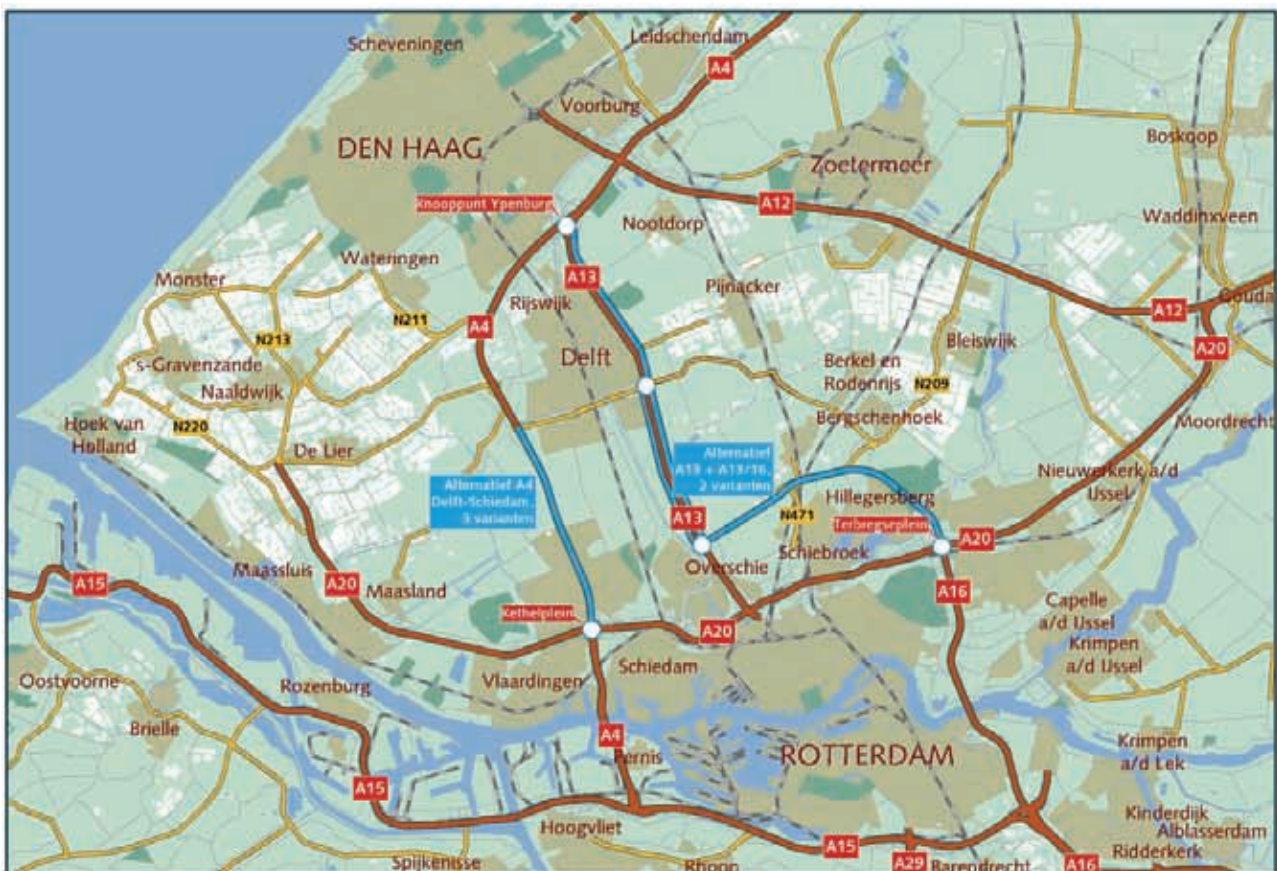 Scheveningen
Leidschendam
A4
Voorburg
DEN HAAG
Zoetermeer
Boskoop
Knooppunt Ypenburg
A12
Nootdorp
Waddinxveen
Wateringen
Monster
A13
Pijnacker
Gouda
A12
Rijswijk
N211
A4
N213
Bleiswijk
A20
's-Gravenzande
Delft
Berkel en
Rodenrijs
N209
Naaldwijk
Bergschenhoek
Moordrecht
Hoek van
Holland
N220
De Lier
Alternatief A4
Delft-Schiedam,
3 varianten
Alternatief
A13 + A13/16,
2 varianten
Nieuwerkerk a/d
IJssel
Hillegersberg
A13
N471
Terbregseplein
A20
Schiebroek
Overschie
Maassluis
A20
Maasland
A15
A16
Kethelplein
A20
Capelle
a/d IJssel
Krimpen
a/d IJssel
Schiedam
Vlaardingen
Oostvoorne
Rozenburg
Brielle
A4
Pernis
ROTTERDAM
Krimpen
a/d Lek
A15
Hoogvliet
Kinderdijk
Alblasserdam
A15
A29
Ridderkerk
Spijkenisse
Rhoon
Barendrecht
A16